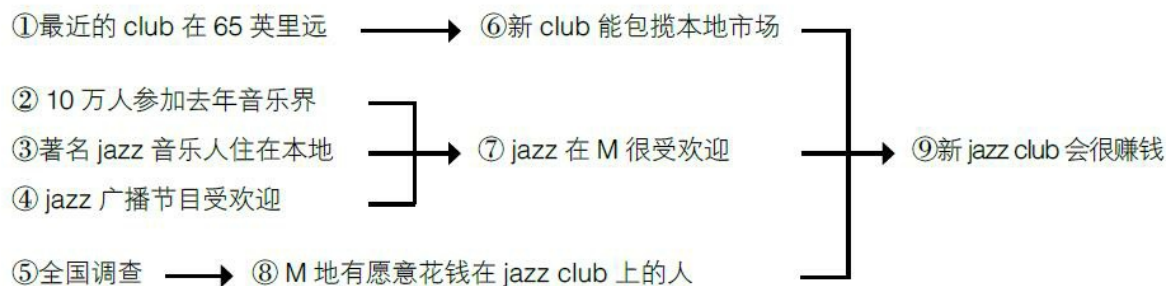 ①最近的 club 在 65 英里远
⑥新 club 能包揽本地市场
② 10 万人参加去年音乐界
③著名 jazz 音乐人住在本地
⑦ jazz 在 M 很受欢迎
⑨新 jazz club 会很赚钱
④ jazz 广播节目受欢迎
⑤全国调查
⑧ M 地有愿意花钱在 jazz club 上的人